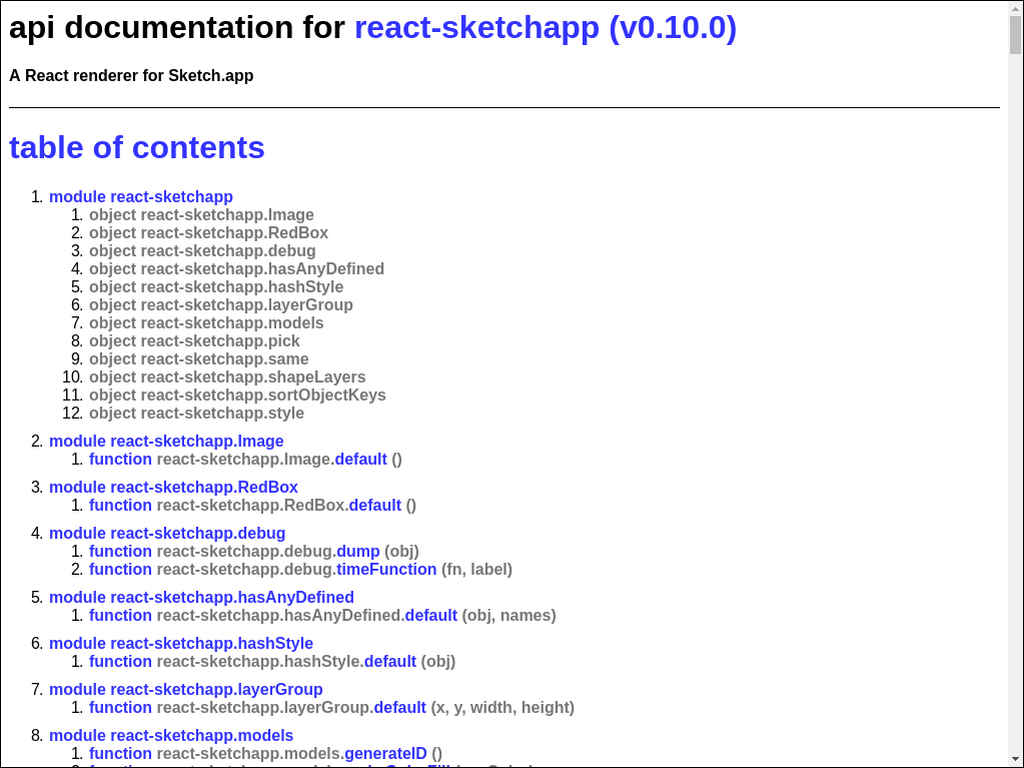 api documentation for react-sketchapp (v0.10.0)
A React renderer for Sketch.app
table of contents
1. module react-sketchapp
1. object react-sketchapp.Image
2. object react-sketchapp.RedBox
3. object react-sketchapp.debug
4. object react-sketchapp.hasAnyDefined
5. object react-sketchapp.hashStyle
6. object react-sketchapp.layerGroup
7. object react-sketchapp.models
8. object react-sketchapp.pick
9. object react-sketchapp.same
10. object react-sketchapp.shapeLayers
11. object react-sketchapp.sortObjectKeys
12. object react-sketchapp.style
2. module react-sketchapp.Image
1. function react-sketchapp.Image.default ()
3. module react-sketchapp.RedBox
1. function react-sketchapp.RedBox.default ()
4. module react-sketchapp.debug
1. function react-sketchapp.debug.dump (obj)
2. function react-sketchapp.debug.timeFunction (fn, label)
5. module react-sketchapp.hasAnyDefined
1. function react-sketchapp.hasAnyDefined.default (obj, names)
6. module react-sketchapp.hashStyle
1. function react-sketchapp.hashStyle.default (obj)
7. module react-sketchapp.layerGroup
1. function react-sketchapp.layerGroup.default (x, y, width, height)
8. module react-sketchapp.models
1. function react-sketchapp.models.generateID ()